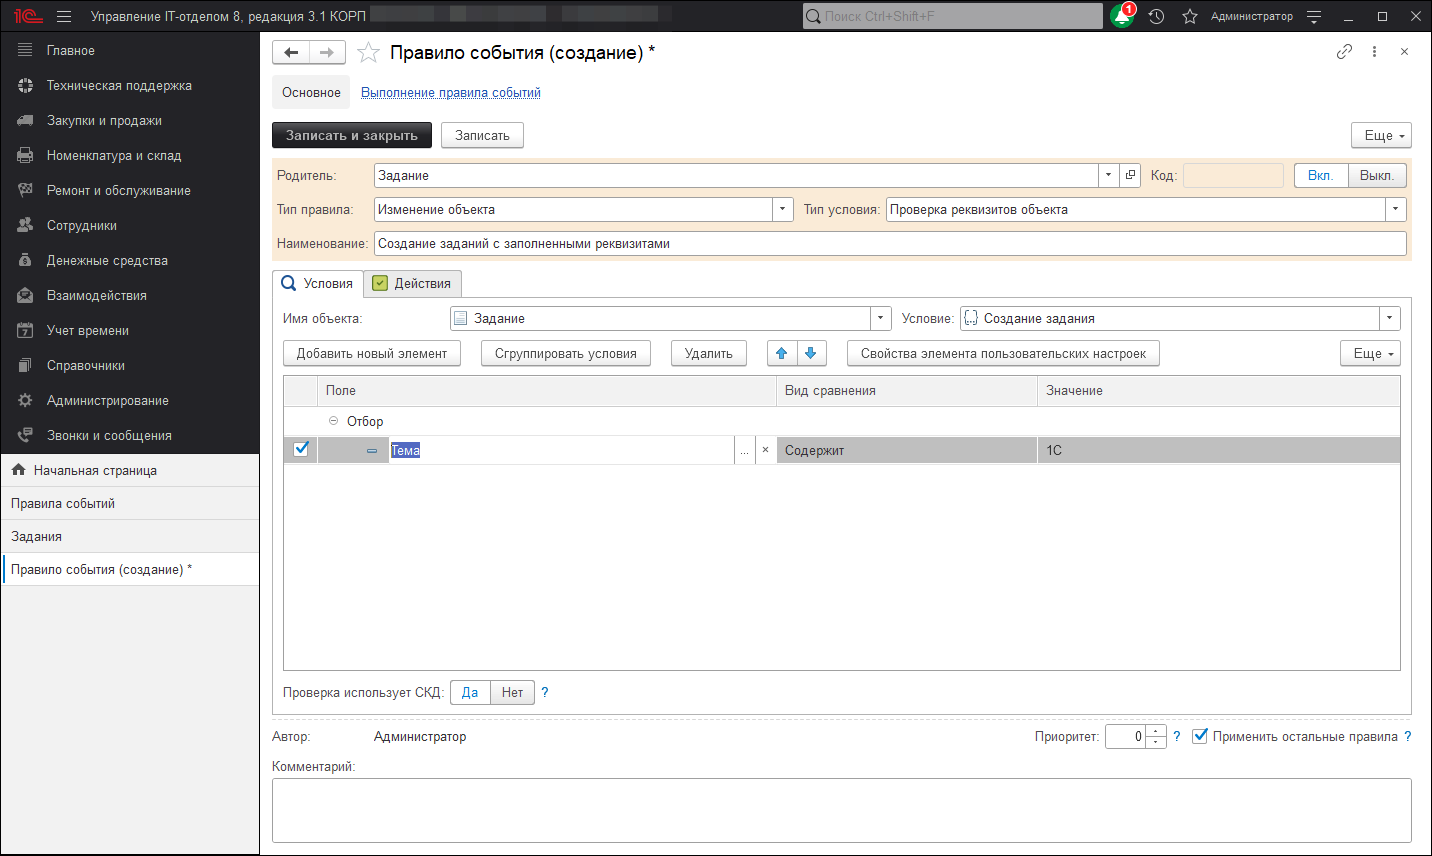 1С Управление IT-отделом 8, редакция 3.1 КОРП Поиск Ctrl+Shift+F 1 Администратор
Главное
Техническая поддержка
Закупки и продажи
Номенклатура и склад
Ремонт и обслуживание
Сотрудники
Денежные средства
Взаимодействия
7 Учет времени
Справочники
Администрирование
Звонки и сообщения
Начальная страница
Правила событий
Задания
Правило события (создание) *
Правило события (создание) *
Основное Выполнение правила событий
Записать и закрыть Записать Еще
Родитель: Задание Код: Вкл. Выкл.
Тип правила: Изменение объекта Тип условия: Проверка реквизитов объекта
Наименование: Создание заданий с заполненными реквизитами
Условия Действия
Имя объекта: Задание Условие: {..} Создание задания
Добавить новый элемент Сгруппировать условия Удалить Свойства элемента пользовательских настроек Еще
Поле Вид сравнения Значение
Отбор
Тема ... × Содержит 1С
Проверка использует СКД: Да Нет ?
Автор: Администратор Приоритет: 0 ? Применить остальные правила ?
Комментарий: